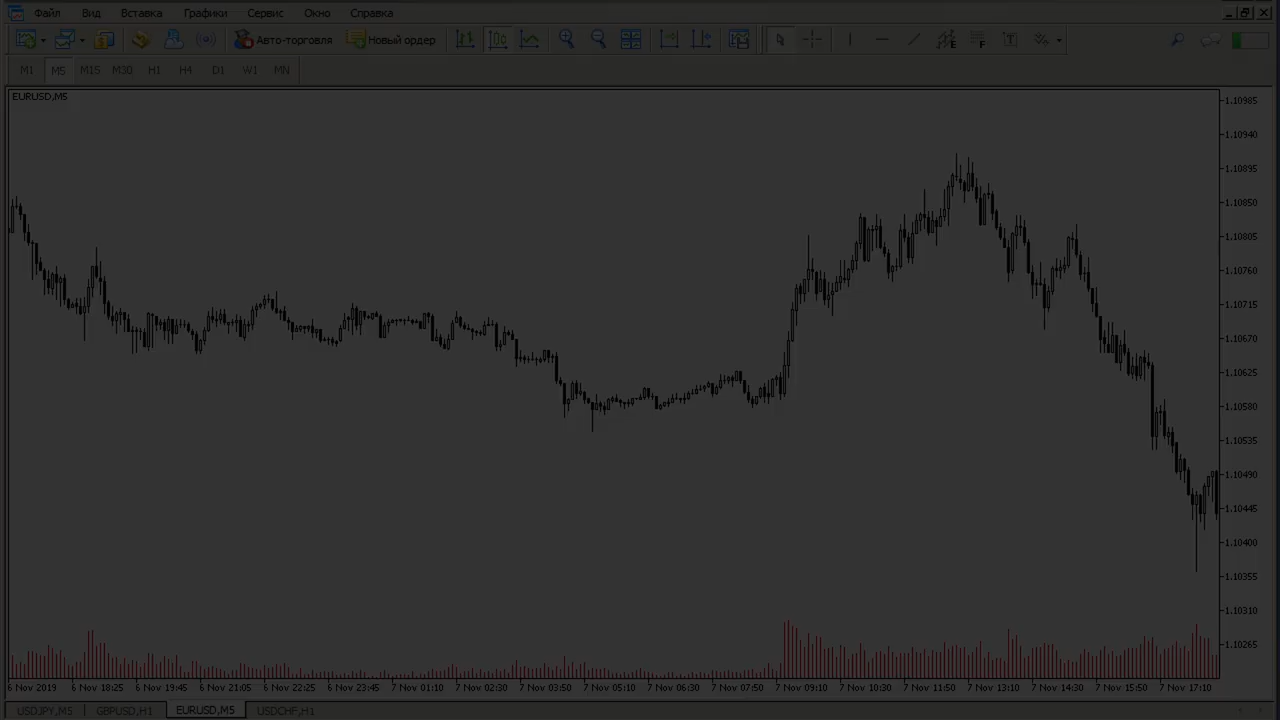 Файл Вид Вставка Графики Сервис Окно Справка
Авто-торговля Новый ордер E F T
M1 M5 M15 M30 H1 H4 D1 W1 MN
EURUSD,M5
1.10985
1.10940
1.10895
1.10850
1.10805
1.10760
1.10715
1.10670
1.10625
1.10580
1.10535
1.10490
1.10445
1.10400
1.10355
1.10310
1.10265
6 Nov 2019 6 Nov 18:25 6 Nov 19:45 6 Nov 21:05 6 Nov 22:25 6 Nov 23:45 7 Nov 01:10 7 Nov 02:30 7 Nov 03:50 7 Nov 05:10 7 Nov 06:30 7 Nov 07:50 7 Nov 09:10 7 Nov 10:30 7 Nov 11:50 7 Nov 13:10 7 Nov 14:30 7 Nov 15:50 7 Nov 17:10
USDJPY,M5 GBPUSD,H1 EURUSD,M5 USDCHF,H1